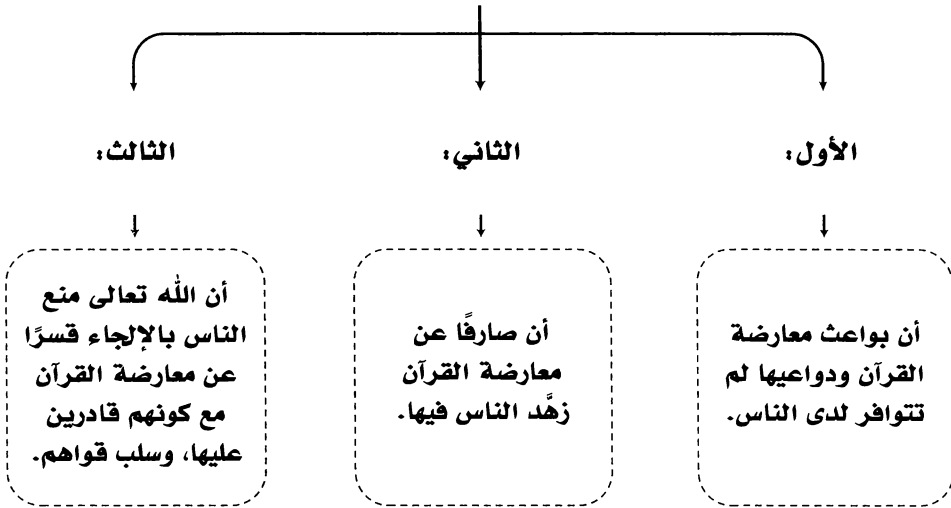 الأول:
أن بواعث معارضة
القرآن ودواعيها لم
تتوافر لدى الناس.
الثاني:
أن صارفًا عن
معارضة القرآن
زهَّد الناس فيها.
الثالث:
أن الله تعالى منع
الناس بالإلجاء قسرًا
عن معارضة القرآن
مع كونهم قادرين
عليها، وسلب قواهم.